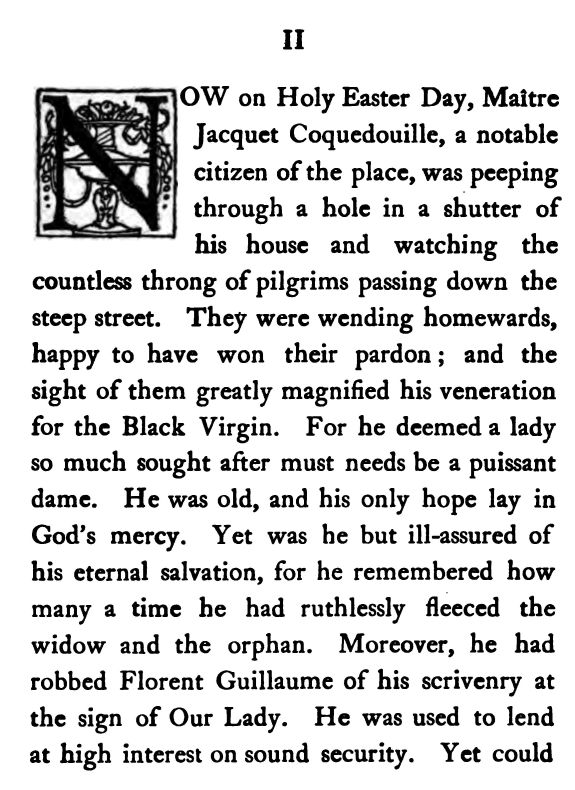 II
NOW on Holy Easter Day, Maître
Jacquet Coquedouille, a notable
citizen of the place, was peeping
through a hole in a shutter of
his house and watching the
countless throng of pilgrims passing down the
steep street. They were wending homewards,
happy to have won their pardon; and the
sight of them greatly magnified his veneration
for the Black Virgin. For he deemed a lady
so much sought after must needs be a puissant
dame. He was old, and his only hope lay in
God's mercy. Yet was he but ill-assured of
his eternal salvation, for he remembered how
many a time he had ruthlessly fleeced the
widow and the orphan. Moreover, he had
robbed Florent Guillaume of his scrivenry at
the sign of Our Lady. He was used to lend
at high interest on sound security. Yet could